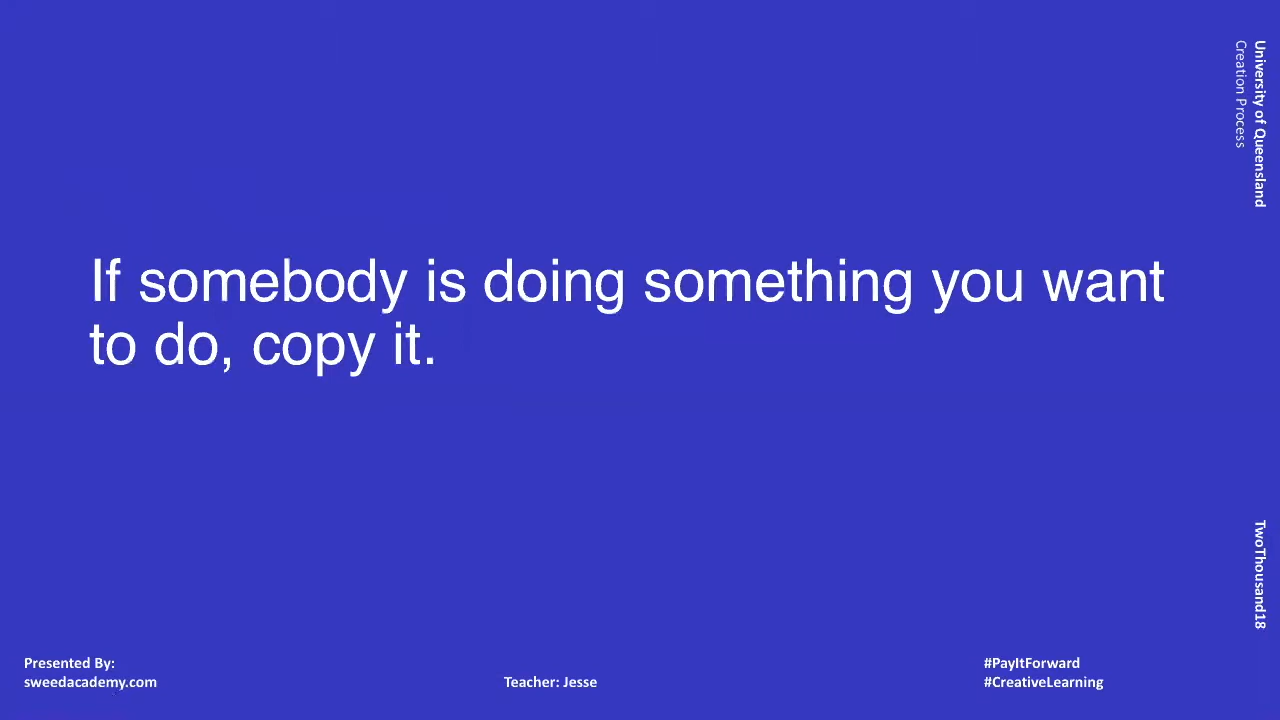 University of Queensland
Creation Process
If somebody is doing something you want
to do, copy it.
TwoThousand18
Presented By:
sweedacademy.com
Teacher: Jesse
#PayItForward
#CreativeLearning